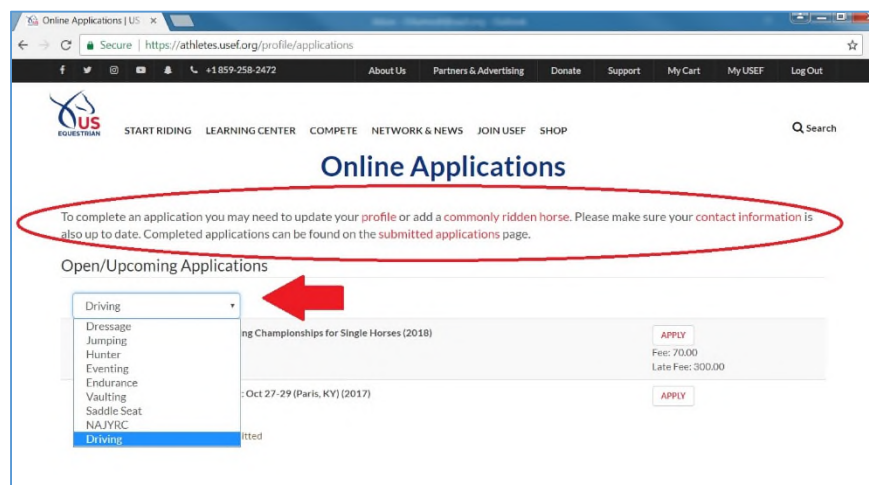 Online Applications | US
Secure | https://athletes.usef.org/profile/applications
+1 859-258-2472 About Us Partners & Advertising Donate Support My Cart My USEF Log Out
US
EQUESTRIAN
START RIDING LEARNING CENTER COMPETE NETWORK & NEWS JOIN USEF SHOP Search
Online Applications
To complete an application you may need to update your profile or add a commonly ridden horse. Please make sure your contact information is
also up to date. Completed applications can be found on the submitted applications page.
Open/Upcoming Applications
Driving
Dressage
Jumping
Hunter
Eventing
Endurance
Vaulting
Saddle Seat
NAJYRC
Driving
ng Championships for Single Horses (2018)
APPLY
Fee: 70.00
Late Fee: 300.00
: Oct 27-29 (Paris, KY) (2017)
APPLY
itted